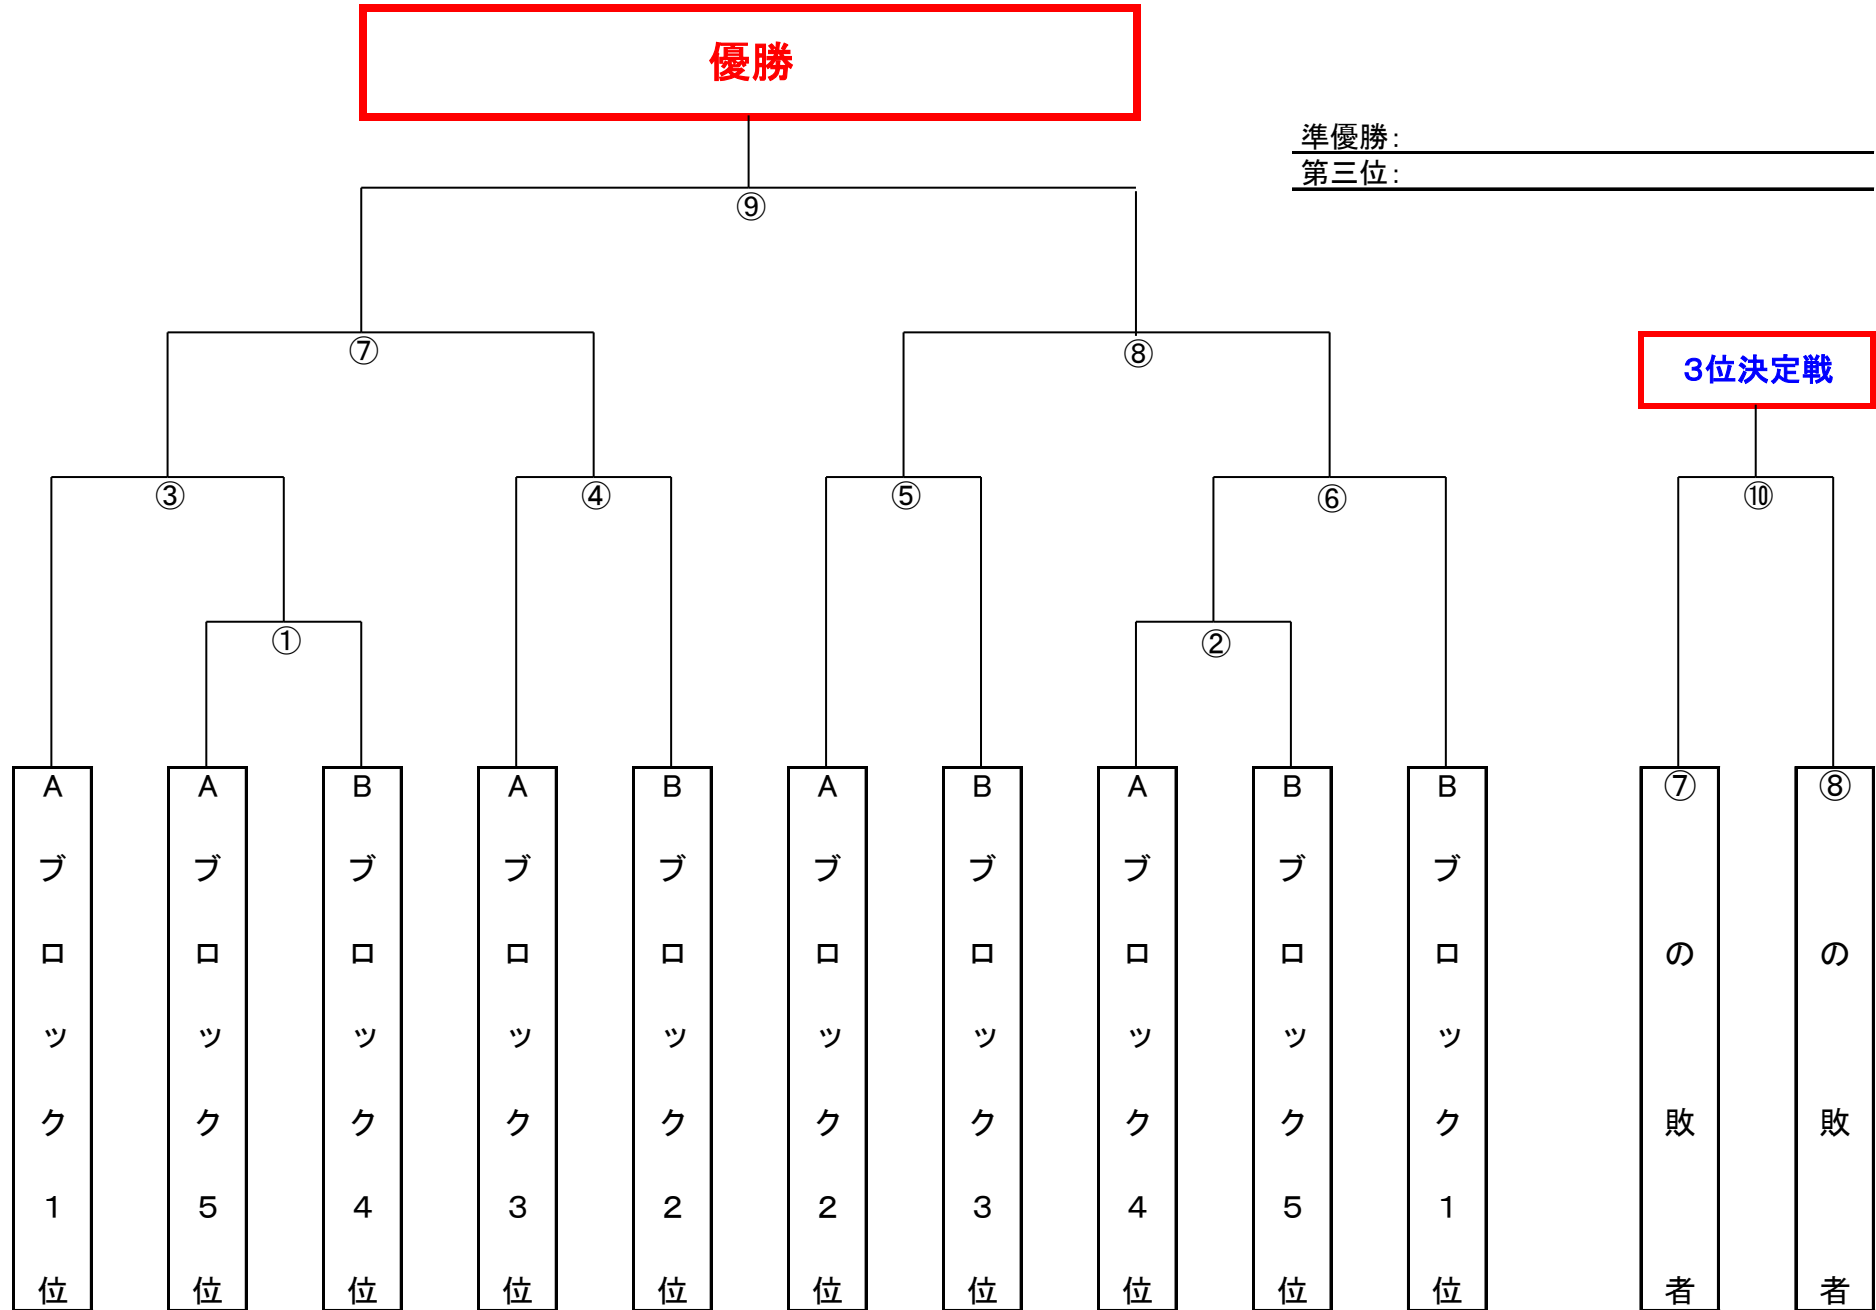 優勝
準優勝：
第三位：
⑨
⑦
⑧
3位決定戦
③
④
⑤
⑥
⑩
①
②
Aブロック1位
Aブロック5位
Bブロック4位
Aブロック3位
Bブロック2位
Aブロック2位
Bブロック3位
Aブロック4位
Bブロック5位
Bブロック1位
⑦の敗者
⑧の敗者